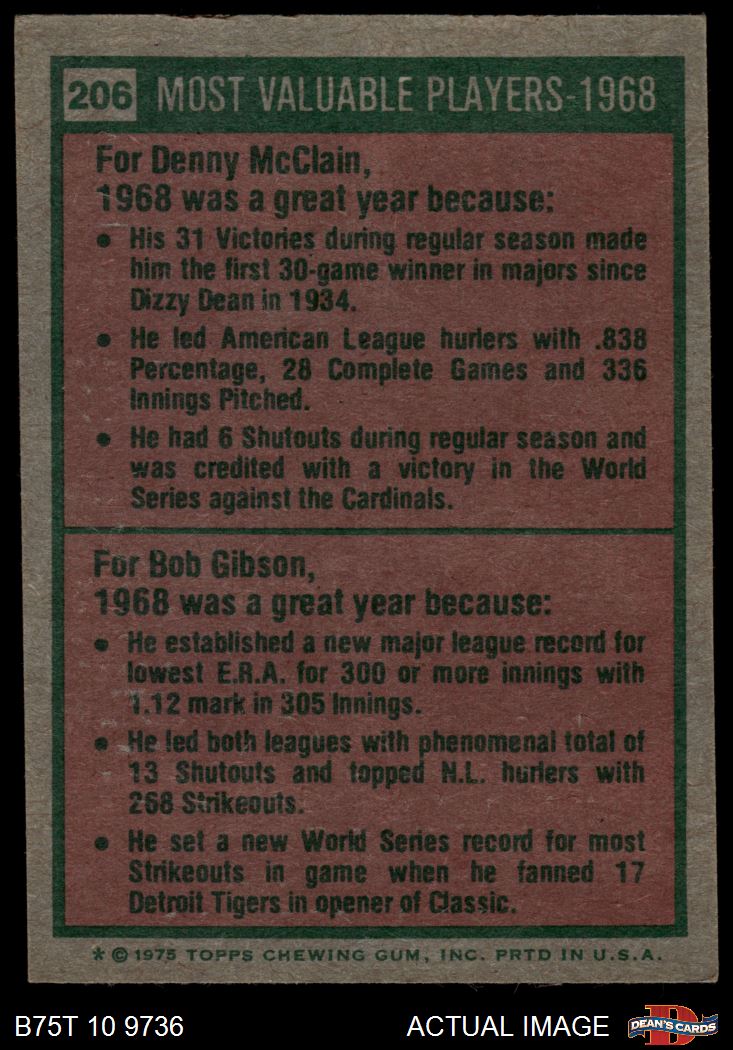 206 MOST VALUABLE PLAYERS-1968
For Denny McClain,
1968 was a great year because:
• His 31 Victories during regular season made
him the first 30-game winner in majors since
Dizzy Dean in 1934.
• He led American League hurlers with .838
Percentage, 28 Complete Games and 336
Innings Pitched.
• He had 6 Shutouts during regular season and
was credited with a victory in the World
Series against the Cardinals.
For Bob Gibson,
1968 was a great year because:
• He established a new major league record for
lowest E.R.A. for 300 or more innings with
1.12 mark in 305 Innings.
• He led both leagues with phenomenal total of
13 Shutouts and topped N.L. hurlers with
268 Strikeouts.
• He set a new World Series record for most
Strikeouts in game when he fanned 17
Detroit Tigers in opener of Classic.
* © 1975 TOPPS CHEWING GUM, INC. PRTD IN U.S.A.
B75T 10 9736 ACTUAL IMAGE DEAN'S CARDS